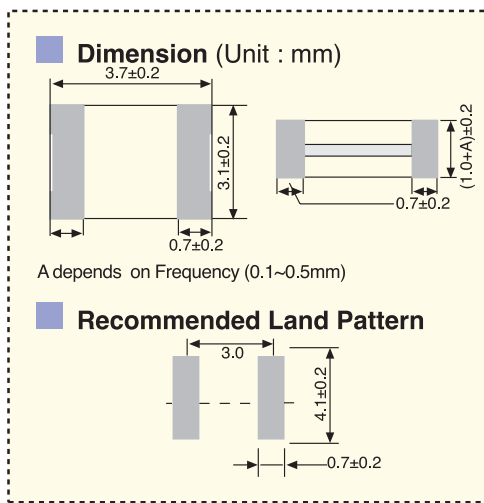 Dimension (Unit : mm)
3.7±0.2
3.1±0.2
0.7±0.2
(1.0+A)±0.2
0.7±0.2
A depends on Frequency (0.1~0.5mm)
Recommended Land Pattern
3.0
4.1±0.2
0.7±0.2